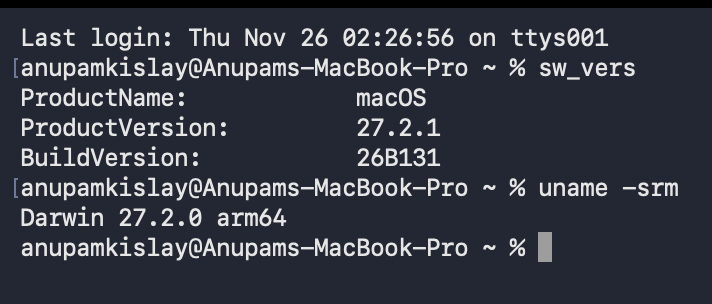 Last login: Thu Nov 26 02:26:56 on ttys001
[anupamkislay@Anupams-MacBook-Pro ~ % sw_vers
ProductName:            macOS
ProductVersion:         27.2.1
BuildVersion:           26B131
[anupamkislay@Anupams-MacBook-Pro ~ % uname -srm
Darwin 27.2.0 arm64
anupamkislay@Anupams-MacBook-Pro ~ %